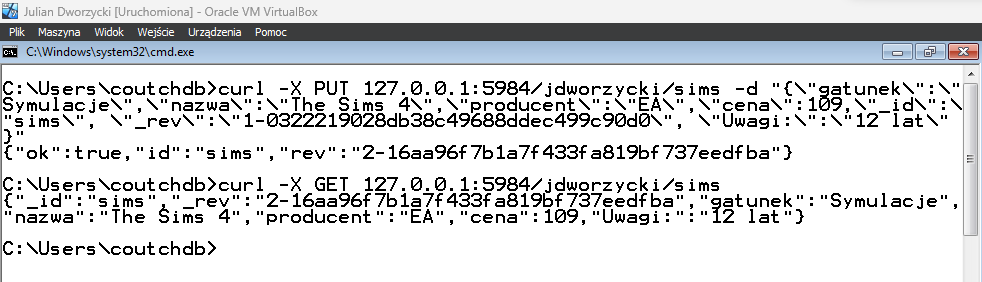 Julian Dworzycki [Uruchomiona] - Oracle VM VirtualBox
Plik Maszyna Widok Wejście Urządzenia Pomoc
C:\Windows\system32\cmd.exe
C:\Users\coutchdb>curl -X PUT 127.0.0.1:5984/jdworzycki/sims -d "{\"gatunek\":\"
Symulacje\",\"nazwa\":\"The Sims 4\",\"producent\":\"EA\",\"cena\":109,\"_id\":\
"sims\", \"_rev\":\"1-0322219028db38c49688ddec499c90d0\", \"Uwagi:\":\"12 lat\"
}"
{"ok":true,"id":"sims","rev":"2-16aa96f7b1a7f433fa819bf737eedfba"}
C:\Users\coutchdb>curl -X GET 127.0.0.1:5984/jdworzycki/sims
{"_id":"sims","_rev":"2-16aa96f7b1a7f433fa819bf737eedfba","gatunek":"Symulacje",
"nazwa":"The Sims 4","producent":"EA","cena":109,"Uwagi:":"12 lat"}
C:\Users\coutchdb>